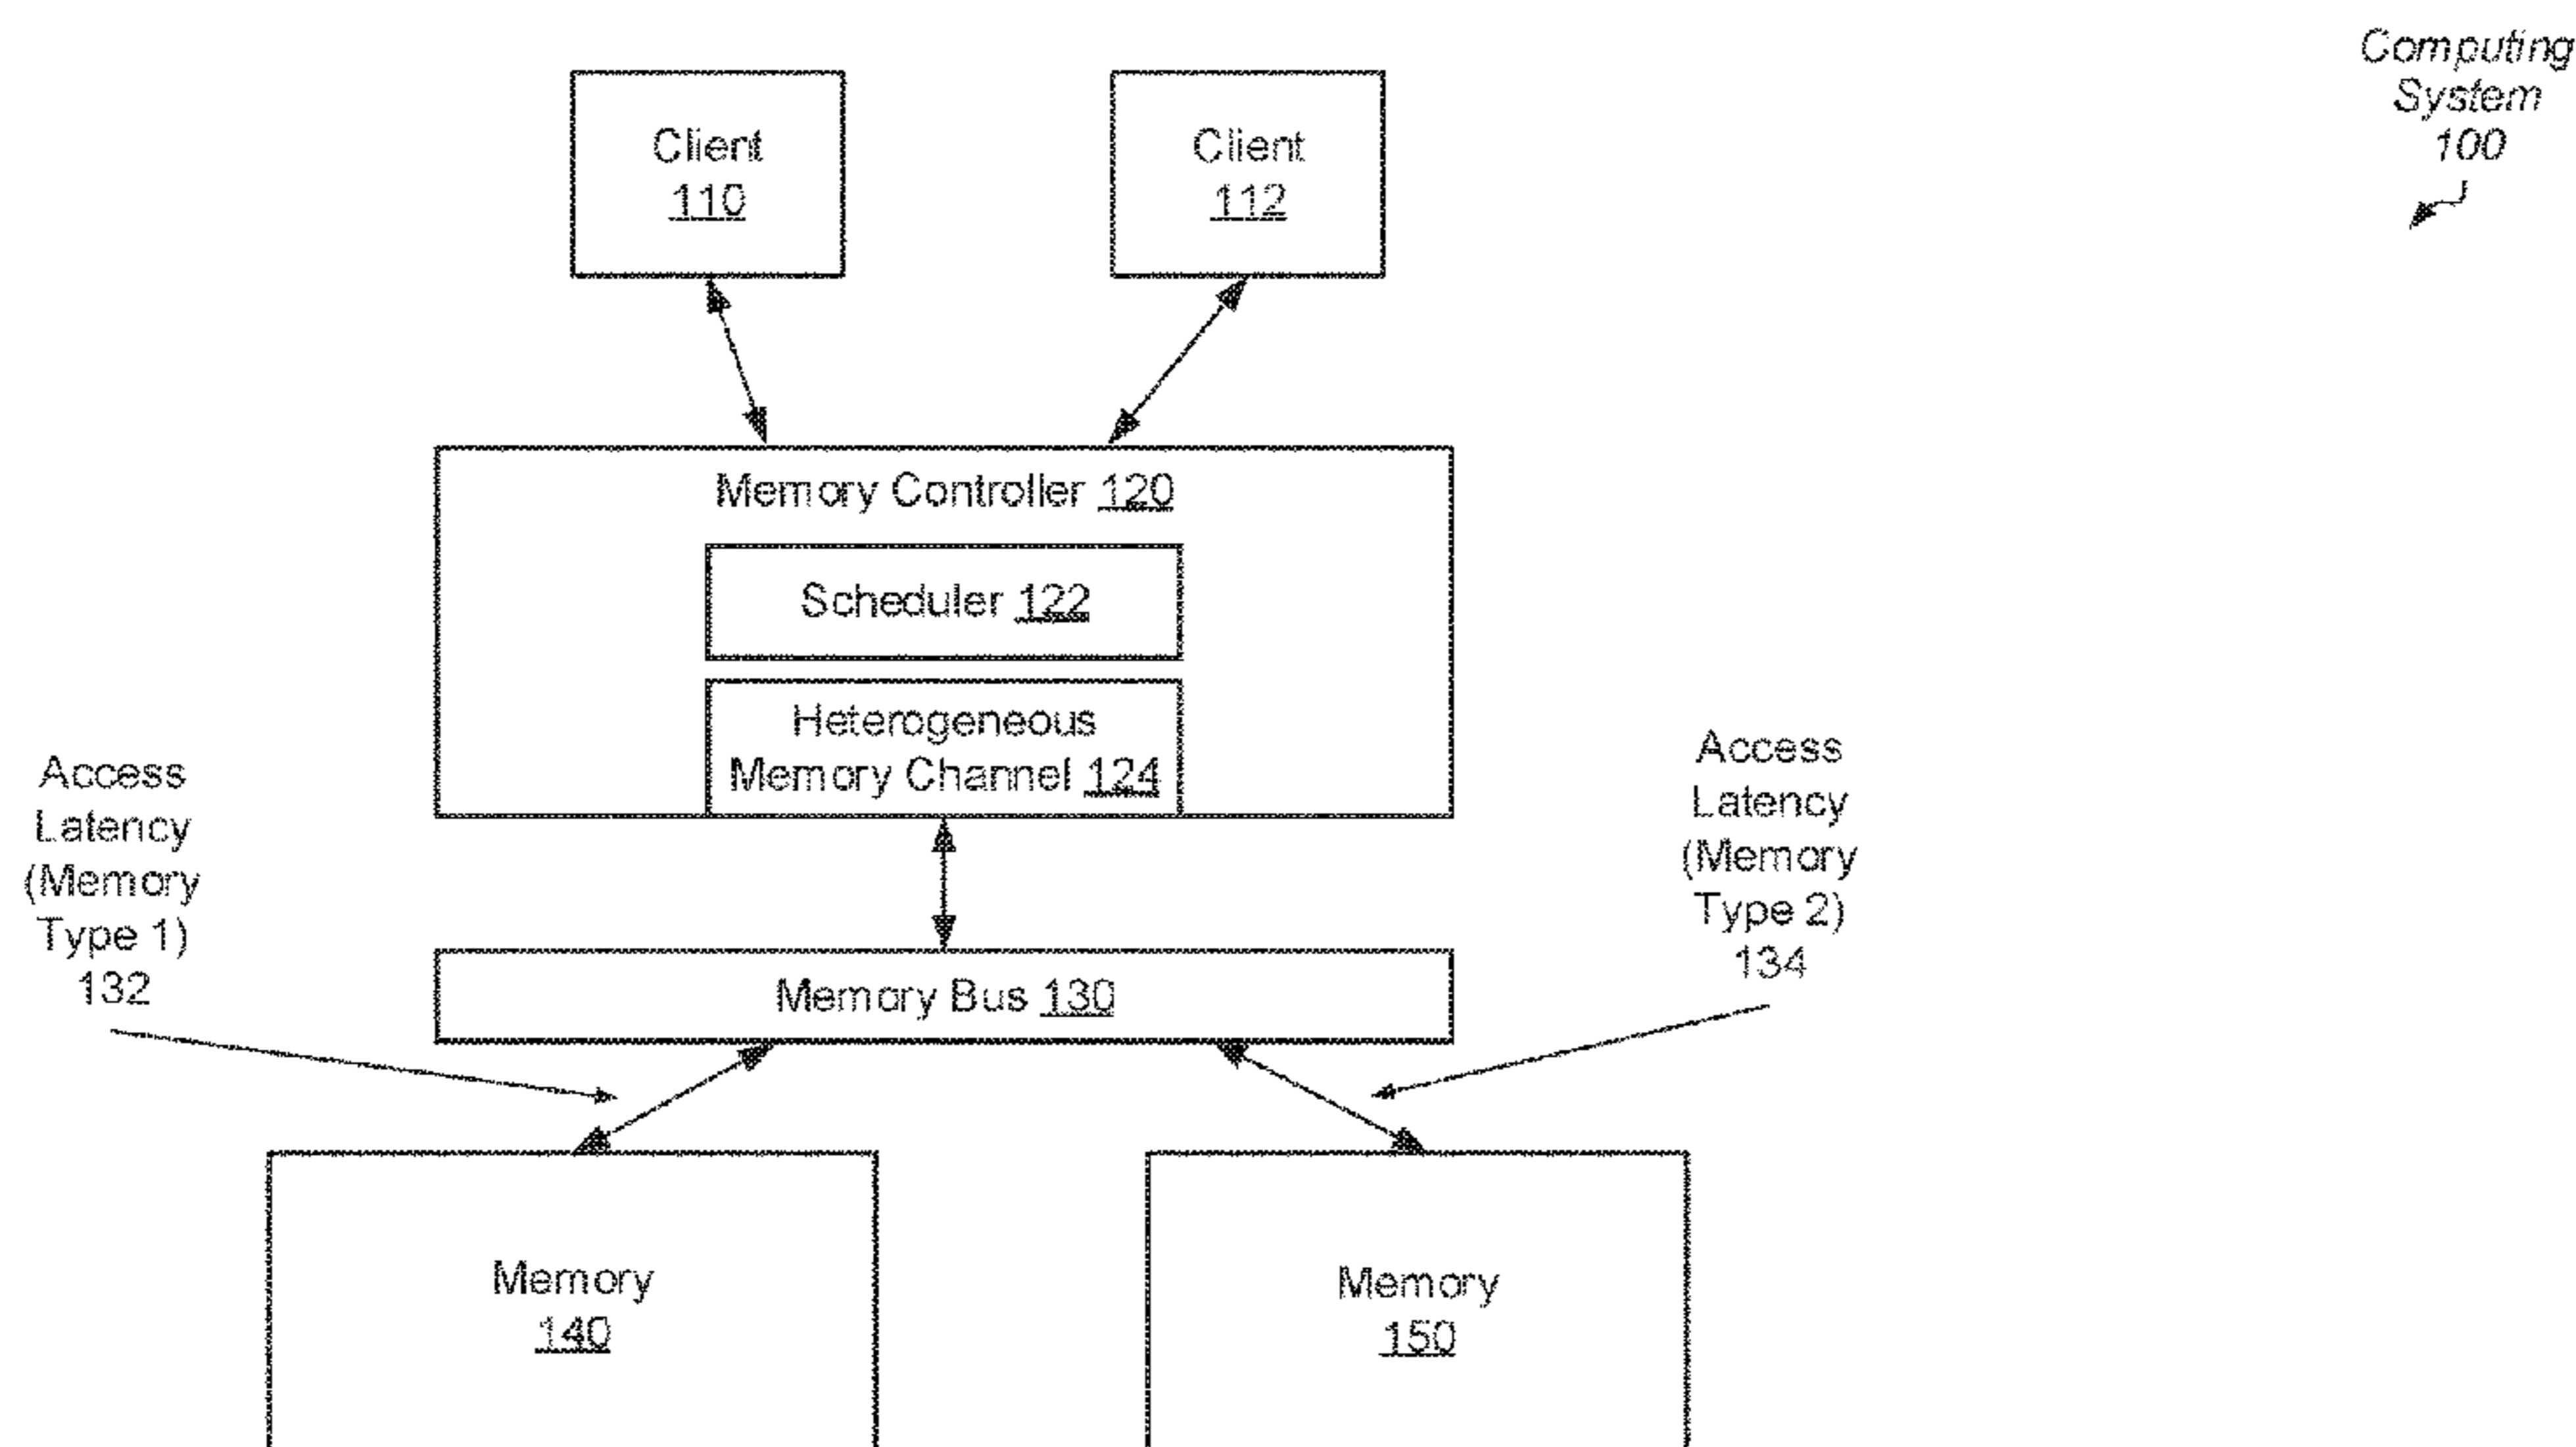 Computing
System
100
Client
110
Client
112
Memory Controller 120
Scheduler 122
Heterogeneous
Memory Channel 124
Access
Latency
(Memory
Type 1)
132
Access
Latency
(Memory
Type 2)
134
Memory Bus 130
Memory
140
Memory
150